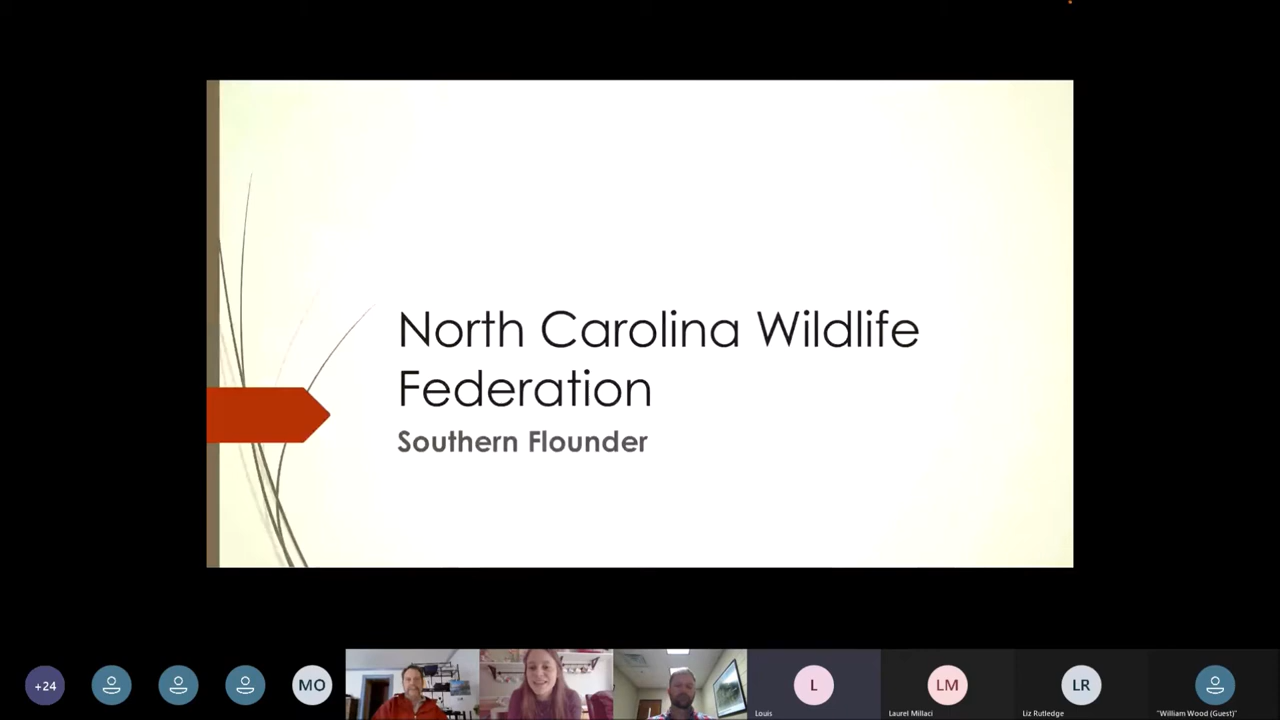 North Carolina Wildlife
Federation
Southern Flounder
+24
MO
L
LM
LR
Louis
Laurel Millaci
Liz Rutledge
"William Wood (Guest)"